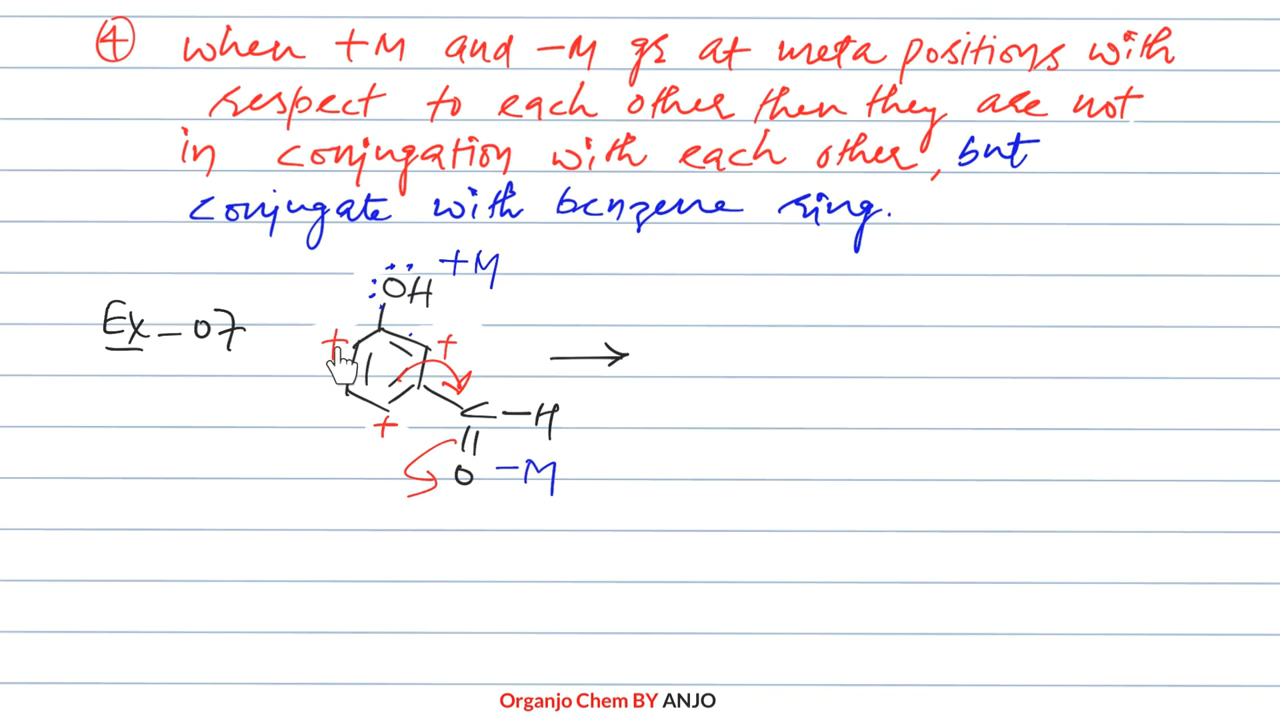 ④ when +M and -M gs at meta positions with
respect to each other then they are not
in conjugation with each other, but
conjugate with benzene ring.
+M
:OH
Ex-07
+ +
C-H
+
O -M
Organjo Chem BY ANJO